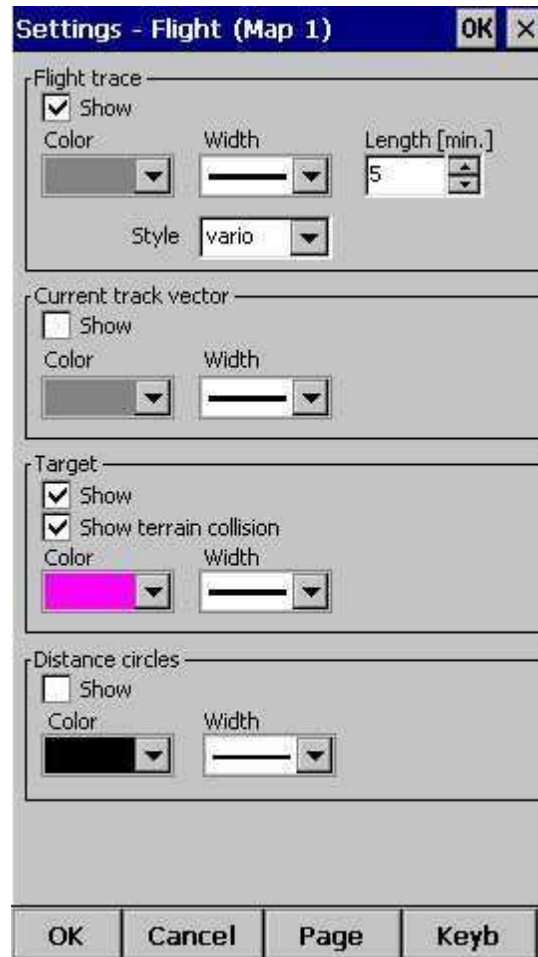 Settings - Flight (Map 1) OK ×
Flight trace
Show
Color Width Length [min.]
5
Style vario
Current track vector
Show
Color Width
Target
Show
Show terrain collision
Color Width
Distance circles
Show
Color Width
OK Cancel Page Keyb